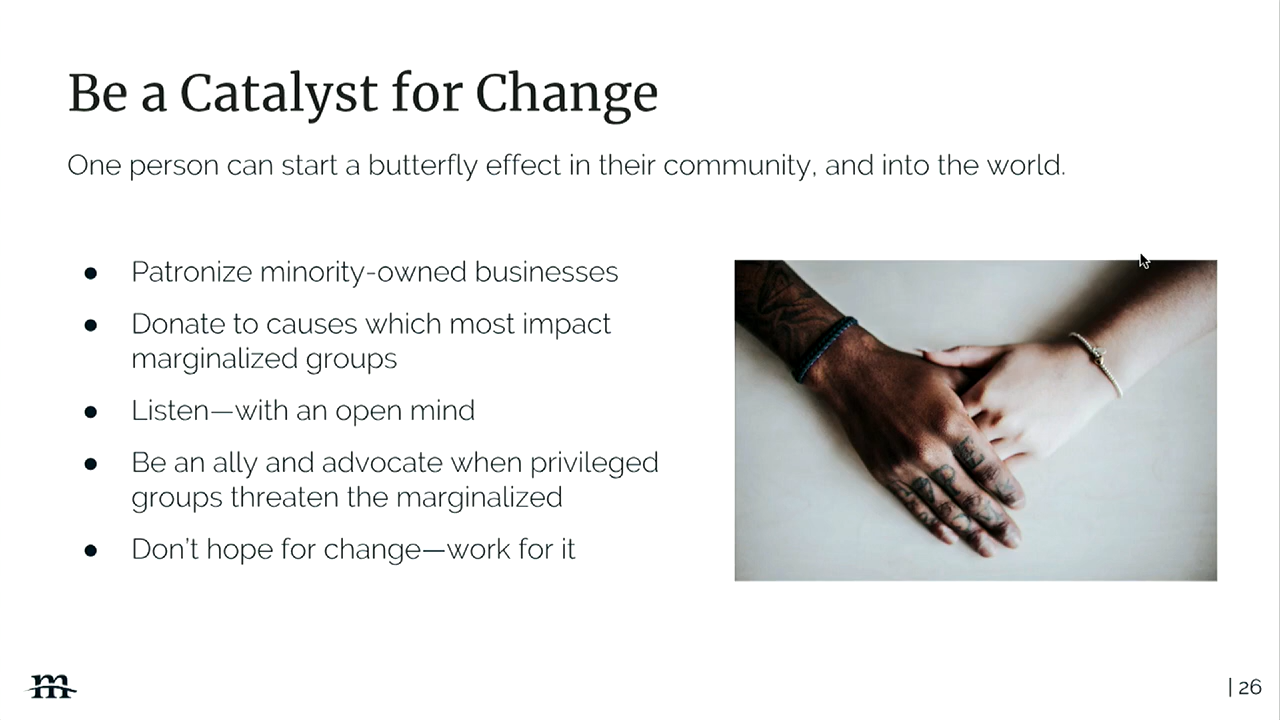 Be a Catalyst for Change
One person can start a butterfly effect in their community, and into the world.
● Patronize minority-owned businesses
● Donate to causes which most impact
marginalized groups
● Listen—with an open mind
● Be an ally and advocate when privileged
groups threaten the marginalized
● Don’t hope for change—work for it
m
| 26